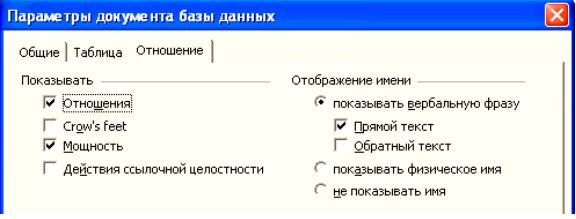 Параметры документа базы данных
Общие Таблица Отношение
Показывать
Отношения
Crow's feet
Мощность
Действия ссылочной целостности
Отображение имени
показывать вербальную фразу
Прямой текст
Обратный текст
показывать физическое имя
не показывать имя